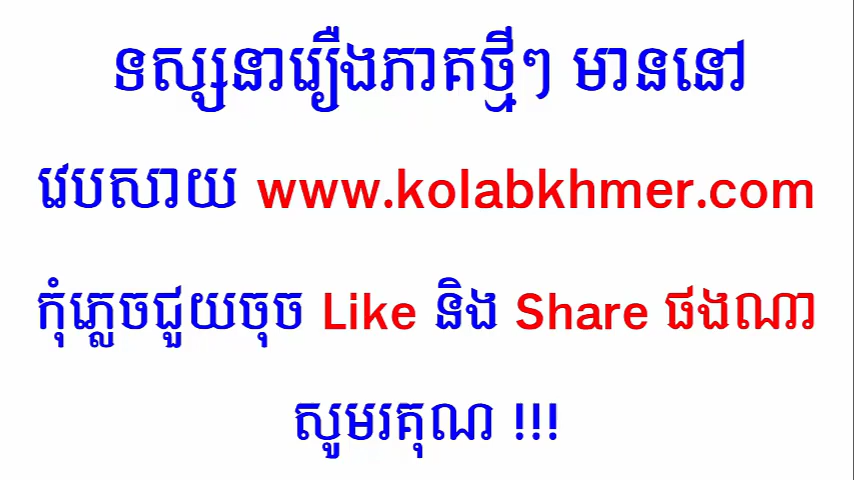 ទស្សនារឿងភាគថ្មីៗ មាននៅ
វេបសាយ www.kolabkhmer.com
កុំភ្លេចជួយចុច Like និង Share ផងណា
សូមរគុណ !!!